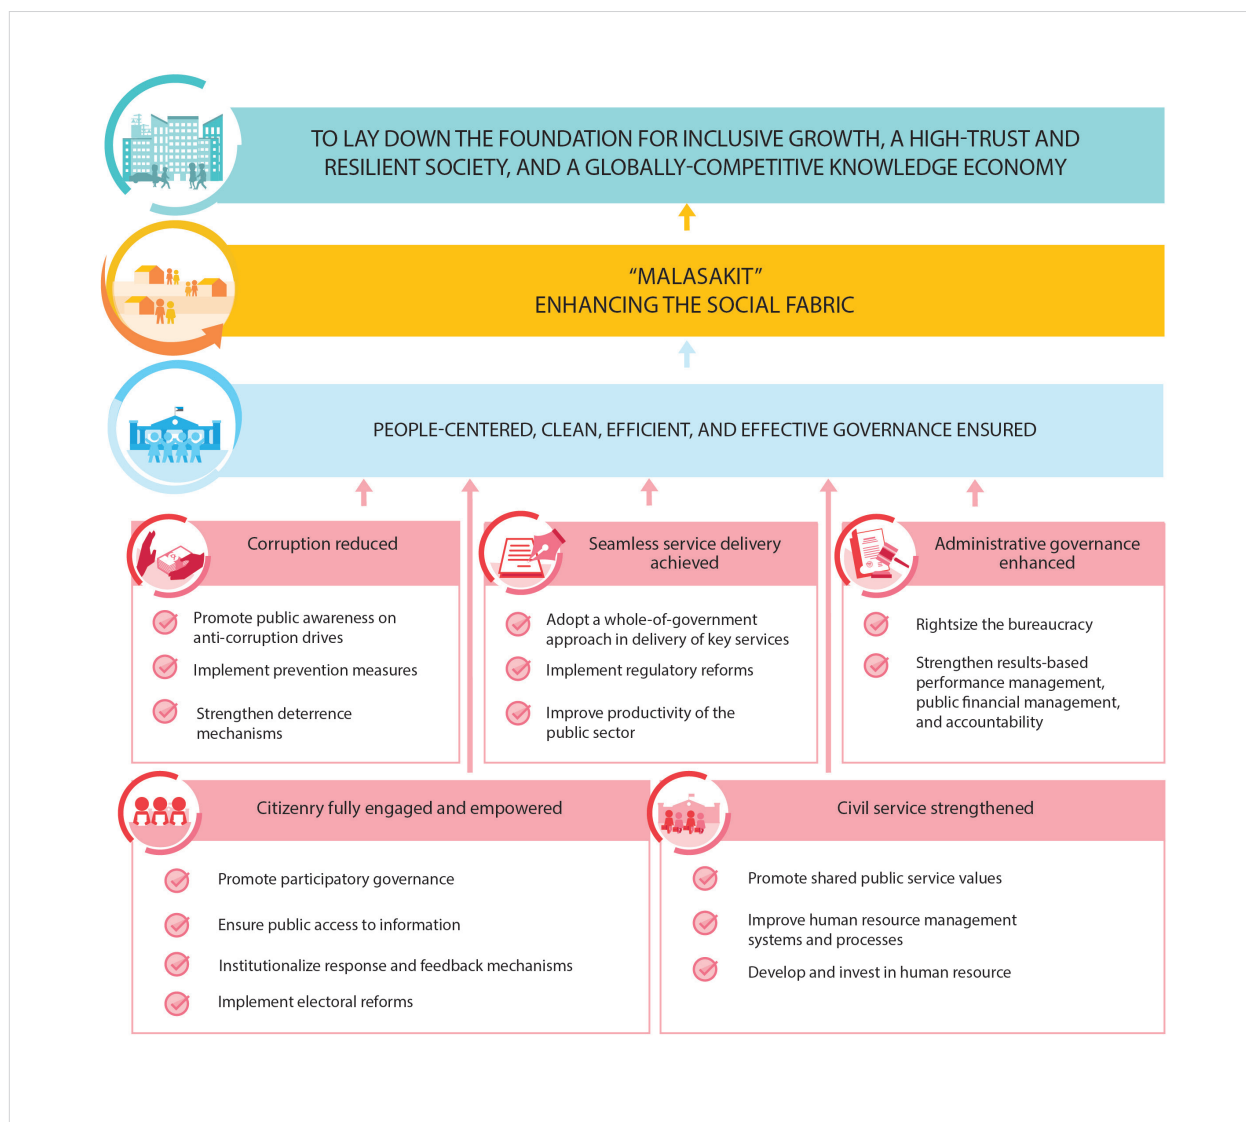 TO LAY DOWN THE FOUNDATION FOR INCLUSIVE GROWTH, A HIGH-TRUST AND
RESILIENT SOCIETY, AND A GLOBALLY-COMPETITIVE KNOWLEDGE ECONOMY
“MALASAKIT”
ENHANCING THE SOCIAL FABRIC
PEOPLE-CENTERED, CLEAN, EFFICIENT, AND EFFECTIVE GOVERNANCE ENSURED
Corruption reduced
Promote public awareness on
anti-corruption drives
Implement prevention measures
Strengthen deterrence
mechanisms
Seamless service delivery
achieved
Adopt a whole-of-government
approach in delivery of key services
Implement regulatory reforms
Improve productivity of the
public sector
Administrative governance
enhanced
Rightsize the bureaucracy
Strengthen results-based
performance management,
public financial management,
and accountability
Citizenry fully engaged and empowered
Promote participatory governance
Ensure public access to information
Institutionalize response and feedback mechanisms
Implement electoral reforms
Civil service strengthened
Promote shared public service values
Improve human resource management
systems and processes
Develop and invest in human resource